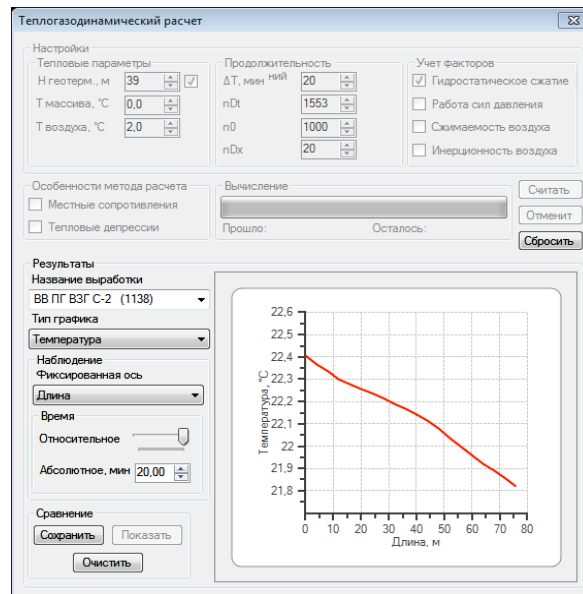 Теплогазодинамический расчет
Настройки
Тепловые параметры
Н геотерм., м 39
Т массива, °С 0,0
Т воздуха, °С 2,0
Продолжительность
ΔТ, мин ний 20
nDt 1553
n0 1000
nDx 20
Учет факторов
Гидростатическое сжатие
Работа сил давления
Сжимаемость воздуха
Инерционность воздуха
Особенности метода расчета
Местные сопротивления
Тепловые депрессии
Вычисление
Прошло: Осталось:
Считать
Отменит
Сбросить
Результаты
Название выработки
ВВ ПГ ВЗГ С-2 (1138)
Тип графика
Температура
Наблюдение
Фиксированная ось
Длина
Время
Относительное
Абсолютное, мин 20,00
Сравнение
Сохранить Показать
Очистить
Температура, °С
22,6
22,5
22,4
22,3
22,2
22,1
22
21,9
21,8
0 10 20 30 40 50 60 70 80
Длина, м